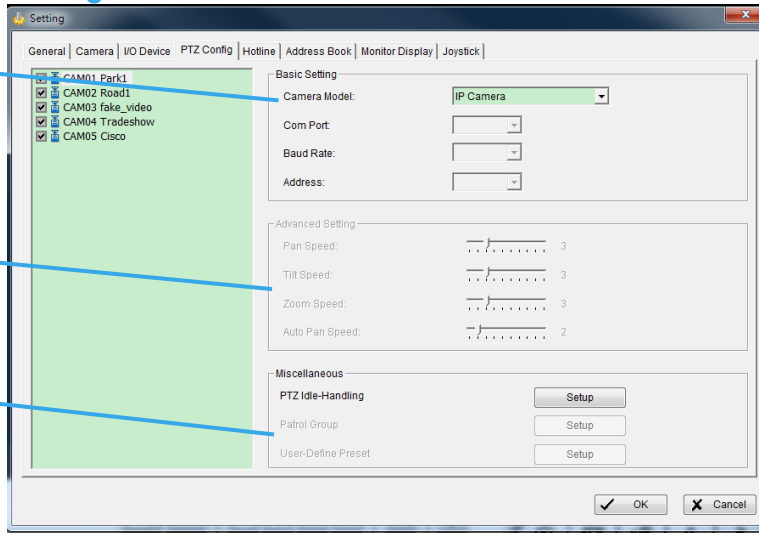 Setting
General Camera I/O Device PTZ Config Hotline Address Book Monitor Display Joystick
CAM01 Park1
CAM02 Road1
CAM03 fake_video
CAM04 Tradeshow
CAM05 Cisco
Basic Setting
Camera Model: IP Camera
Com Port:
Baud Rate:
Address:
Advanced Setting
Pan Speed: 3
Tilt Speed: 3
Zoom Speed: 3
Auto Pan Speed: 2
Miscellaneous
PTZ Idle-Handling Setup
Patrol Group Setup
User-Define Preset Setup
OK Cancel